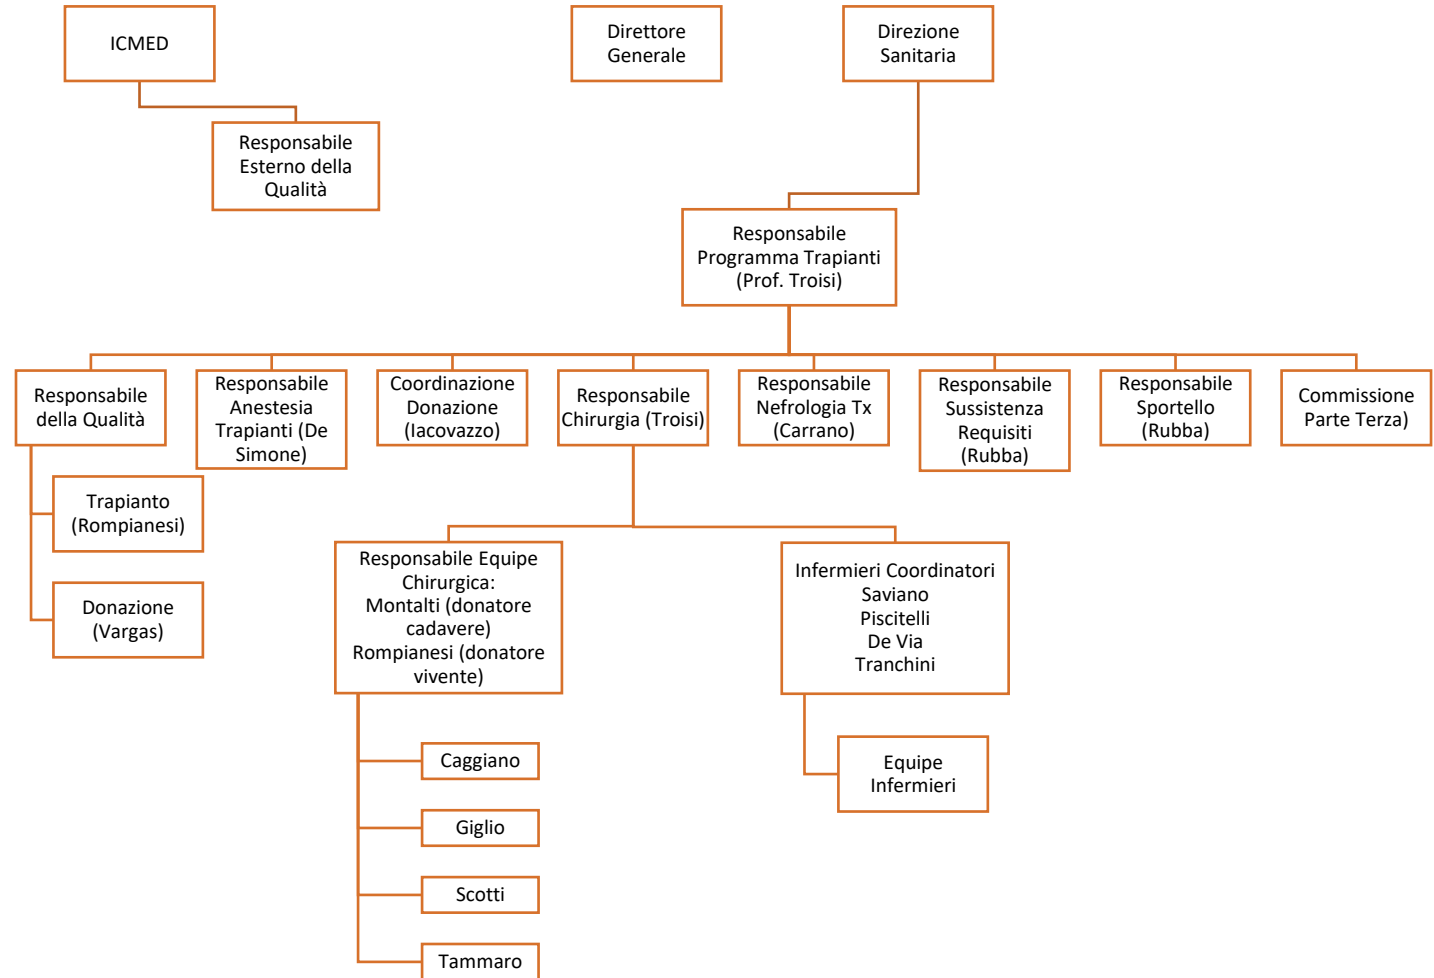 ICMED
Direttore
Generale
Direzione
Sanitaria
Responsabile
Esterno della
Qualità
Responsabile
Programma Trapianti
(Prof. Troisi)
Responsabile
della Qualità
Responsabile
Anestesia
Trapianti (De
Simone)
Coordinazione
Donazione
(Iacovazzo)
Responsabile
Chirurgia (Troisi)
Responsabile
Nefrologia Tx
(Carrano)
Responsabile
Sussistenza
Requisiti
(Rubba)
Responsabile
Sportello
(Rubba)
Commissione
Parte Terza)
Trapianto
(Rompianesi)
Donazione
(Vargas)
Responsabile Equipe
Chirurgica:
Montalti (donatore
cadavere)
Rompianesi (donatore
vivente)
Infermieri Coordinatori
Saviano
Piscitelli
De Via
Tranchini
Caggiano
Giglio
Scotti
Tammaro
Equipe
Infermieri